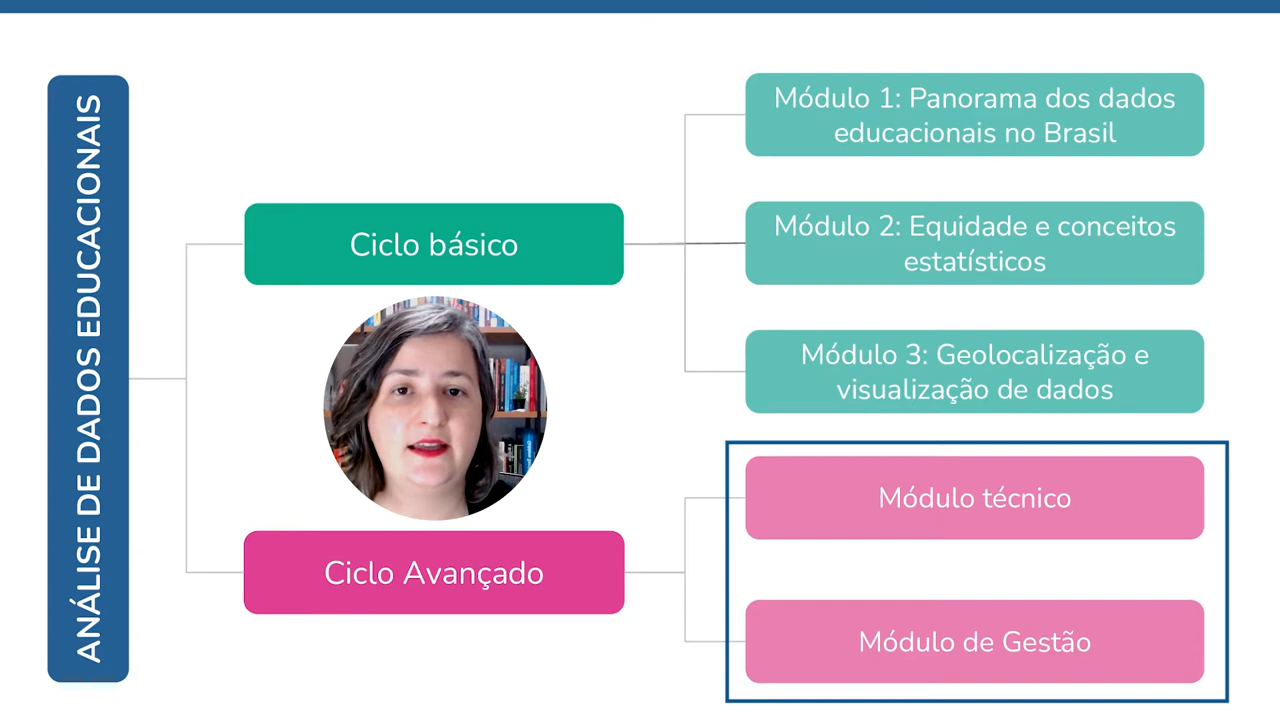 ANÁLISE DE DADOS EDUCACIONAIS
Ciclo básico
Módulo 1: Panorama dos dados
educacionais no Brasil
Módulo 2: Equidade e conceitos
estatísticos
Módulo 3: Geolocalização e
visualização de dados
Ciclo Avançado
Módulo técnico
Módulo de Gestão